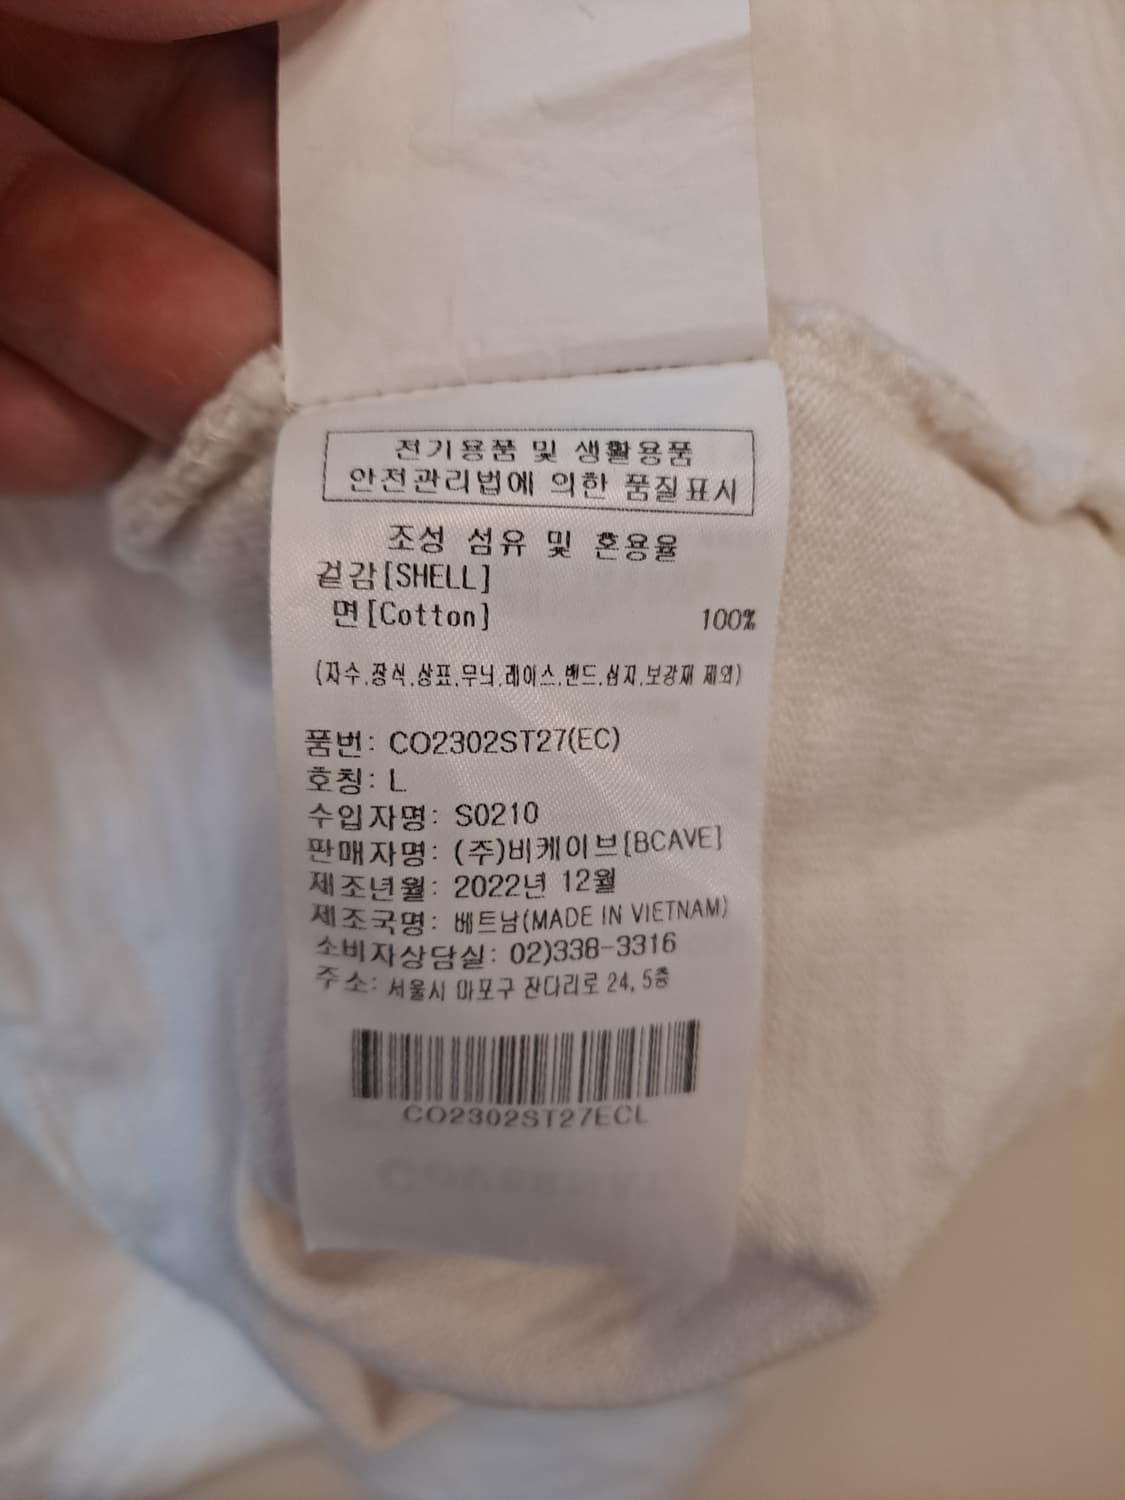 전기용품 및 생활용품
안전관리법에 의한 품질표시
조성 섬유 및 혼용율
겉감[SHELL]
면[Cotton] 100%
(자수.장식.상표.무늬.레이스.밴드.심지.보강재 제외)
품번: CO2302ST27(EC)
호칭: L
수입자명: S0210
판매자명: (주)비케이브[BCAVE]
제조년월: 2022년 12월
제조국명: 베트남(MADE IN VIETNAM)
소비자상담실: 02)338-3316
주소: 서울시 마포구 잔다리로 24, 5층
CO2302ST27ECL